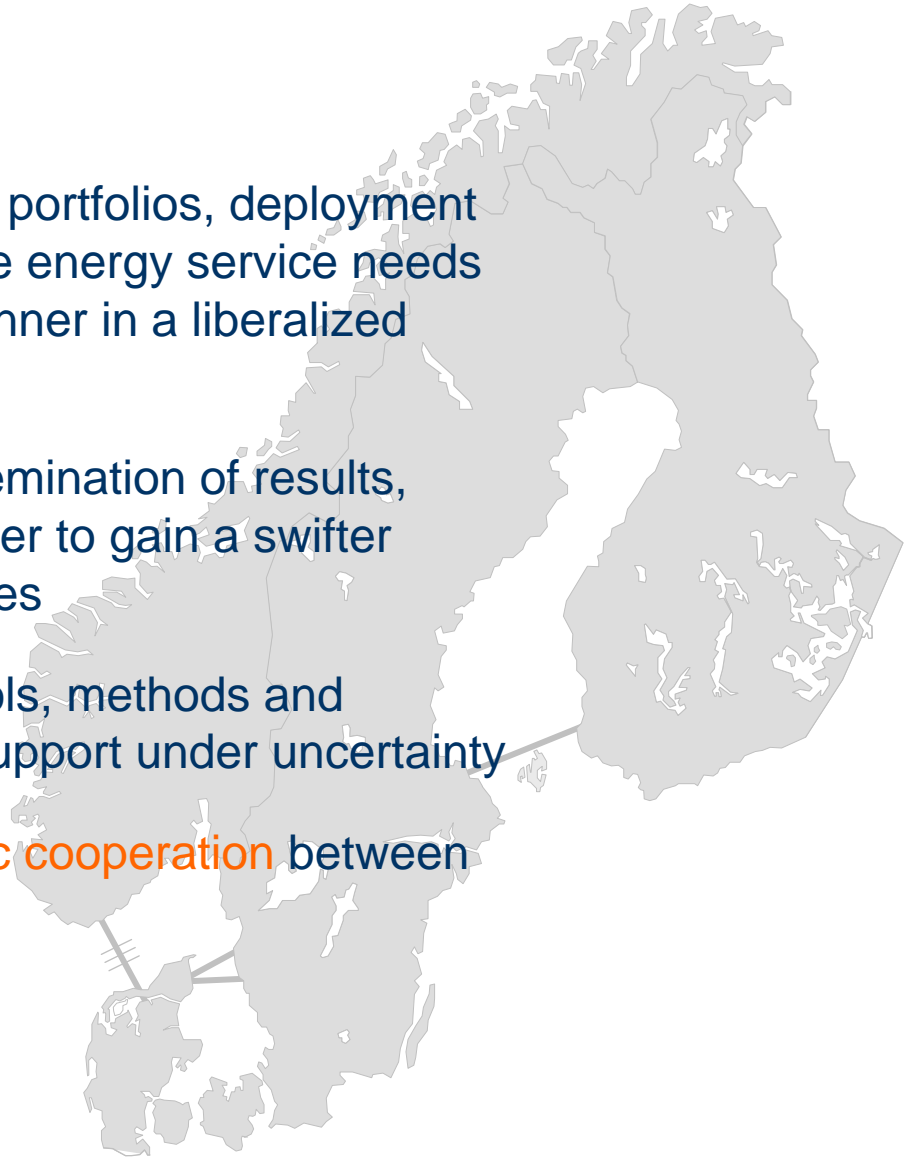 portfolios, deployment
energy service needs
nner in a liberalized
emination of results,
er to gain a swifter
es
ols, methods and
upport under uncertainty
c cooperation between